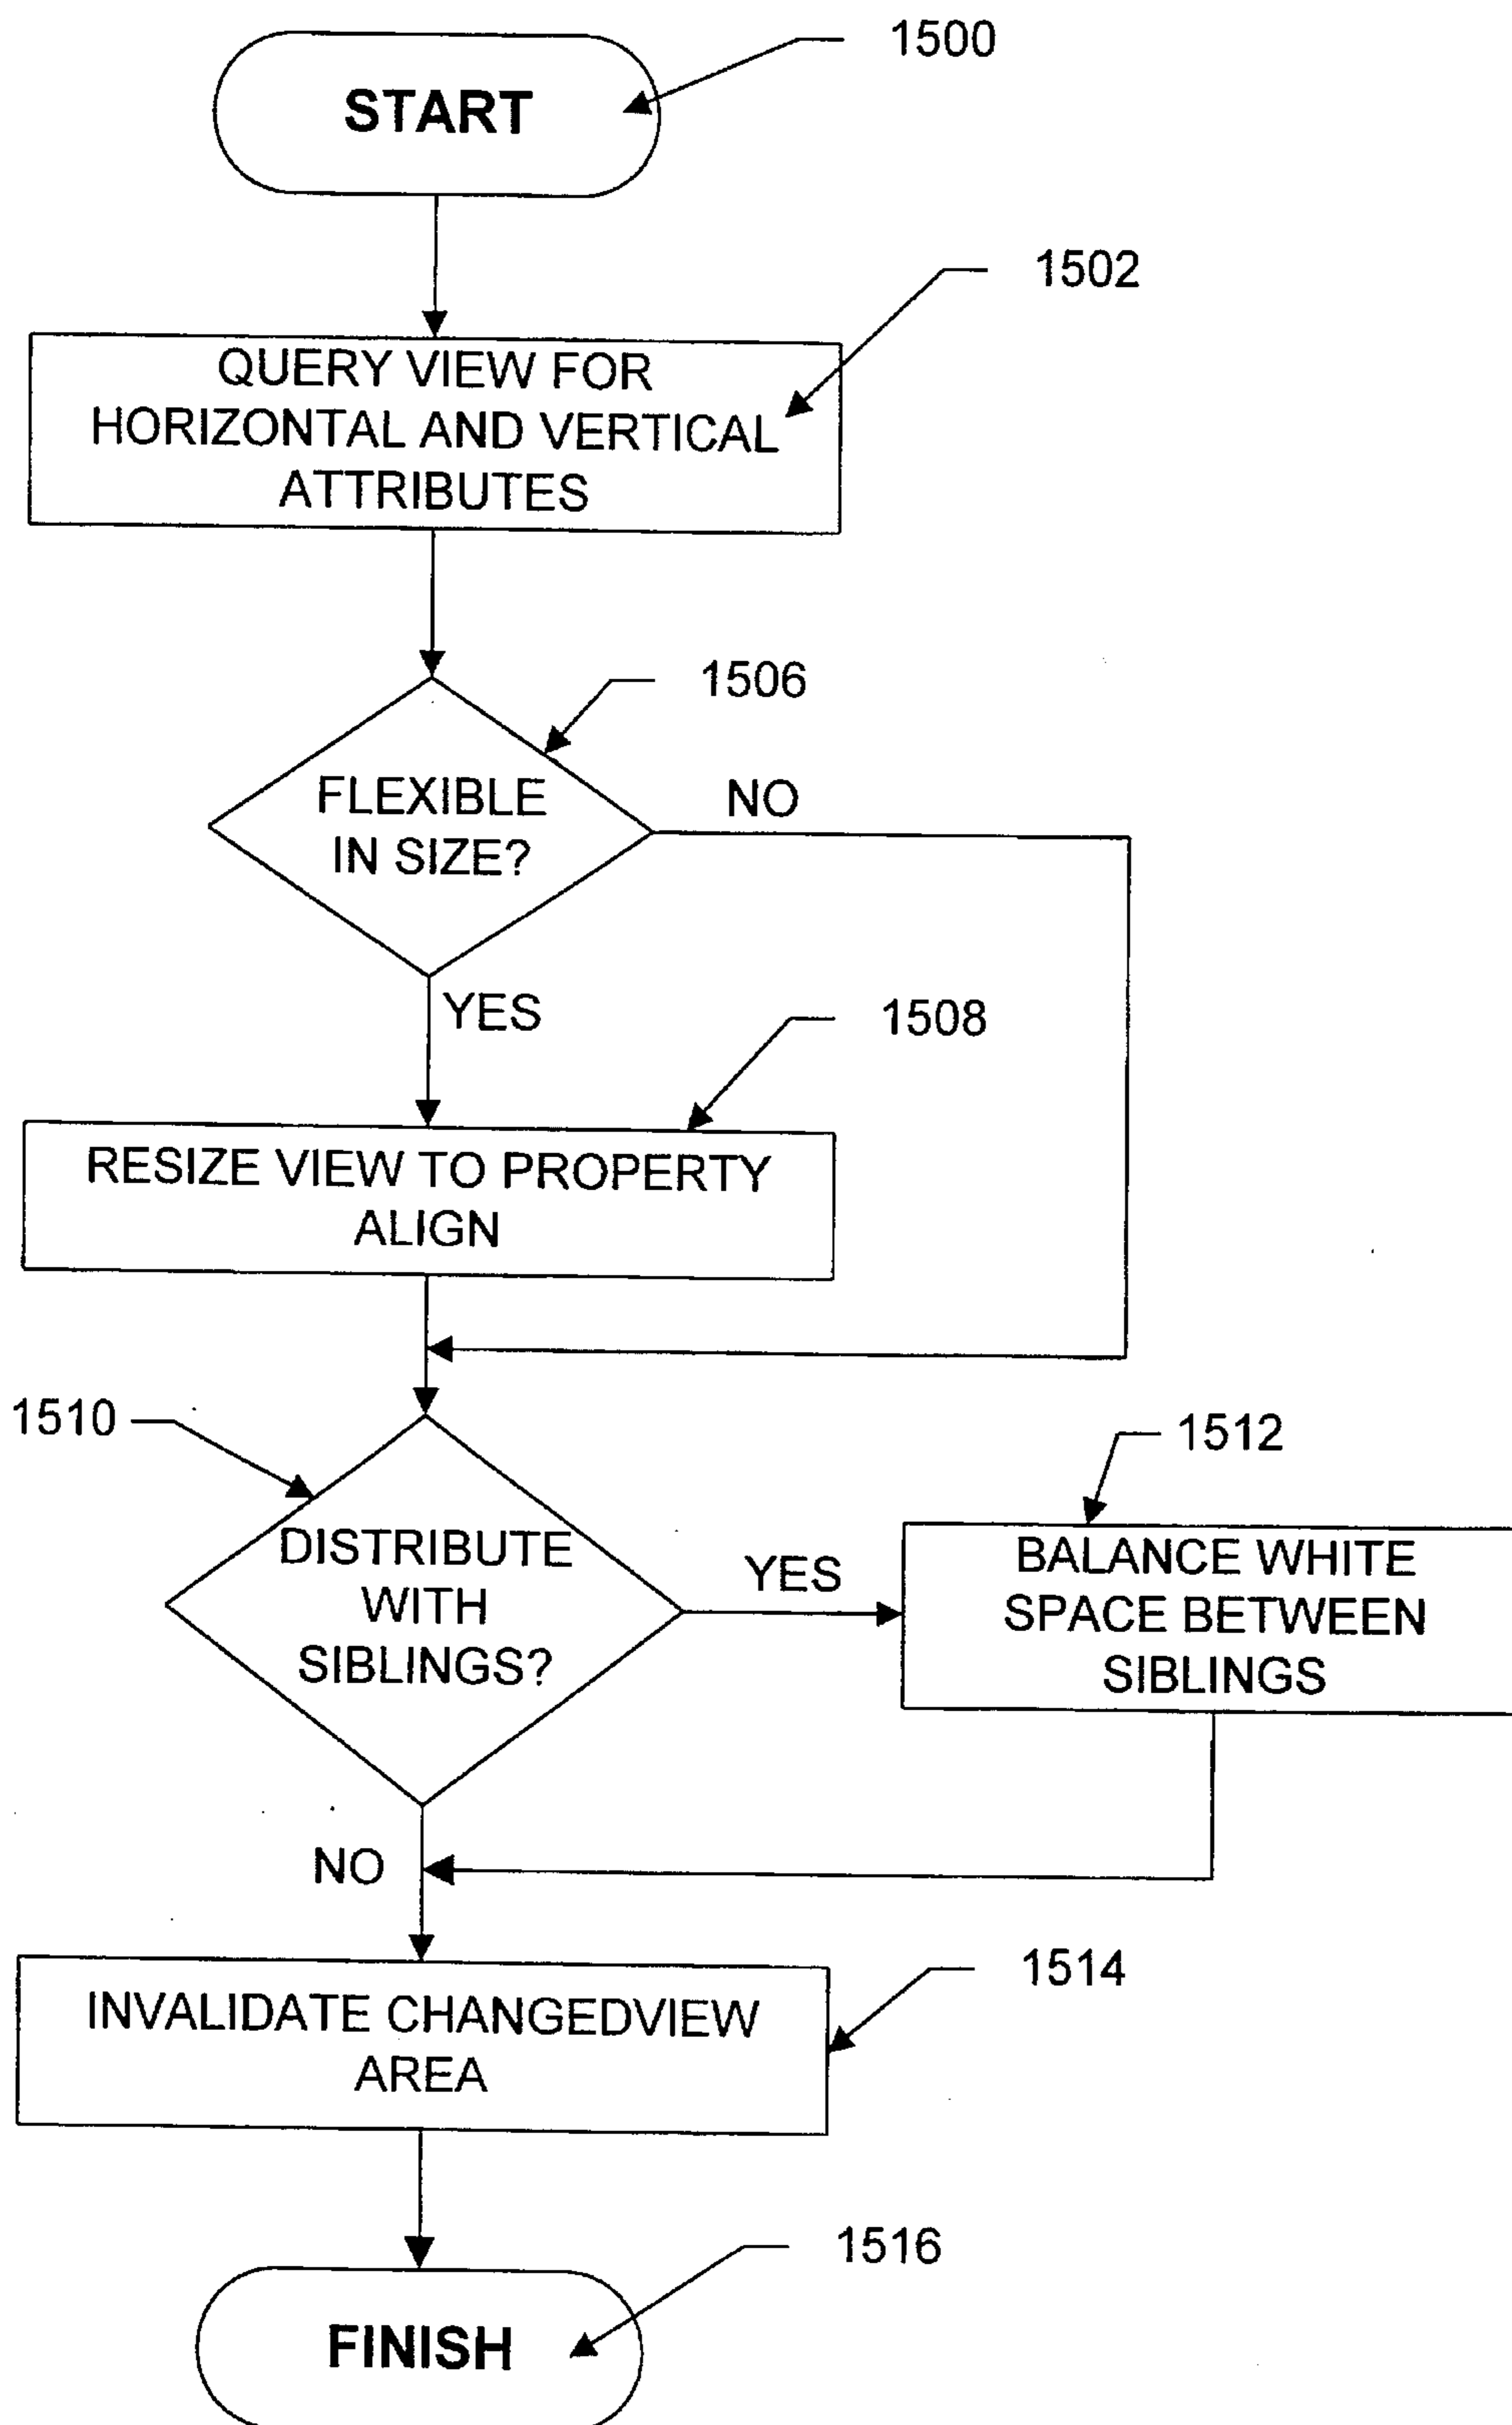 1500
START
1502
QUERY VIEW FOR
HORIZONTAL AND VERTICAL
ATTRIBUTES
1506
FLEXIBLE
IN SIZE?
NO
YES
1508
RESIZE VIEW TO PROPERTY
ALIGN
1510
DISTRIBUTE
WITH
SIBLINGS?
YES
1512
BALANCE WHITE
SPACE BETWEEN
SIBLINGS
NO
1514
INVALIDATE CHANGEDVIEW
AREA
1516
FINISH